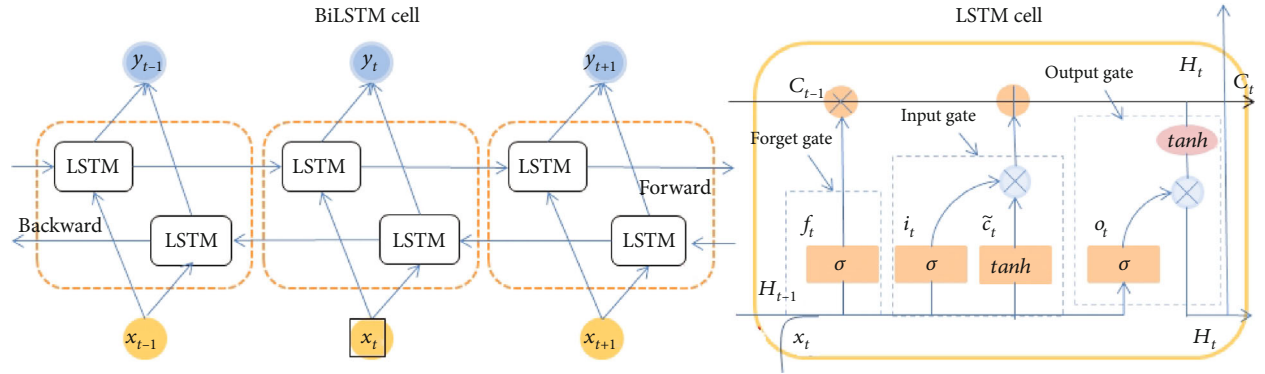 BiLSTM cell
y_{t–1}
y_t
y_{t+1}
LSTM
LSTM
LSTM
Forward
Backward
LSTM
LSTM
LSTM
x_{t–1}
x_t
x_{t+1}
LSTM cell
H_t
C_t
Output gate
C_{t–1}
Input gate
Forget gate
tanh
f_t
i_t
c̃_t
o_t
σ
σ
tanh
σ
H_{t+1}
x_t
H_t